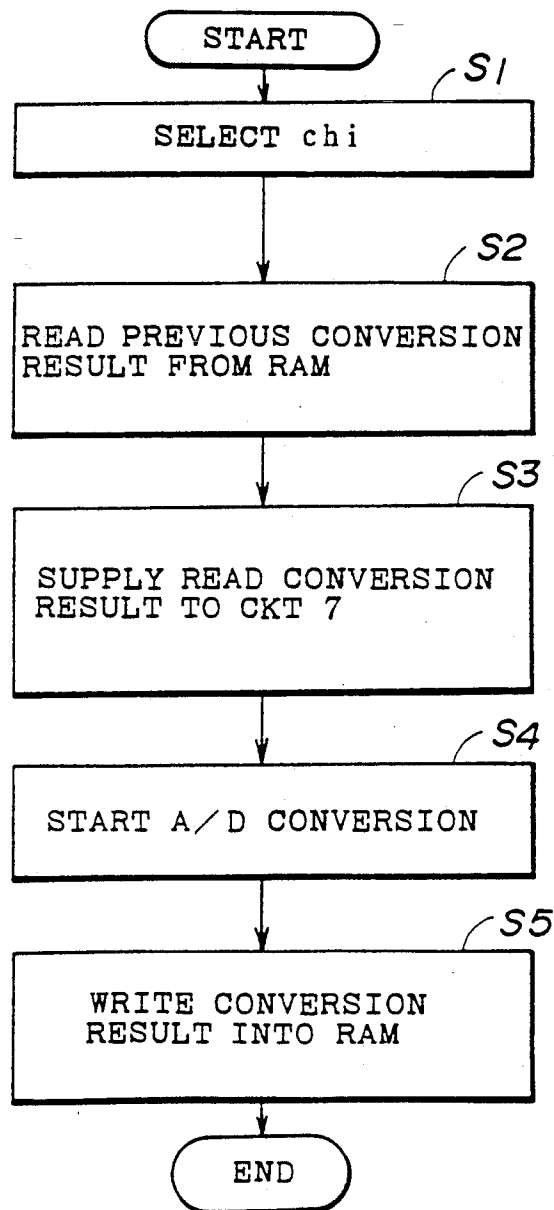 START
S1
SELECT chi
S2
READ PREVIOUS CONVERSION
RESULT FROM RAM
S3
SUPPLY READ CONVERSION
RESULT TO CKT 7
S4
START A/D CONVERSION
S5
WRITE CONVERSION
RESULT INTO RAM
END